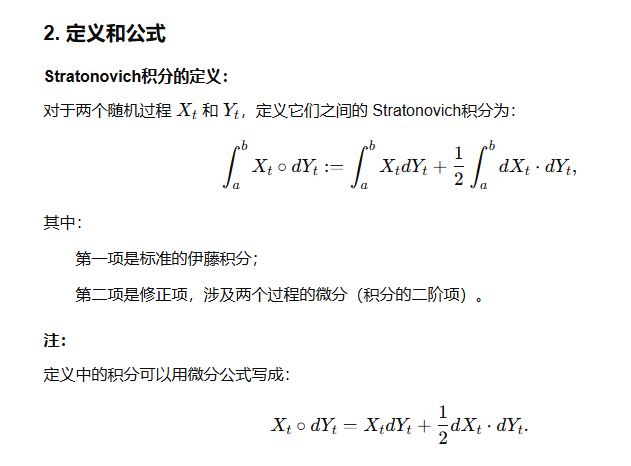 2. 定义和公式
Stratonovich积分的定义：
对于两个随机过程 $X_t$ 和 $Y_t$，定义它们之间的 Stratonovich积分为：
$$\int_a^b X_t \circ dY_t := \int_a^b X_t dY_t + \frac{1}{2} \int_a^b dX_t \cdot dY_t,$$
其中：
第一项是标准的伊藤积分；
第二项是修正项，涉及两个过程的微分（积分的二阶项）。
注：
定义中的积分可以用微分公式写成：
$$X_t \circ dY_t = X_t dY_t + \frac{1}{2} dX_t \cdot dY_t.$$